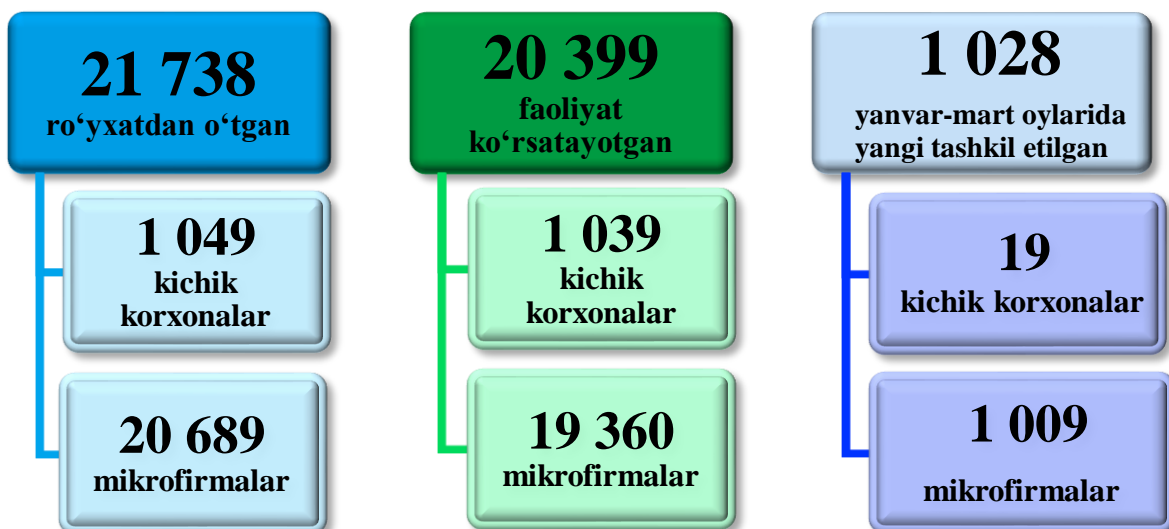 21 738
ro‘yxatdan o‘tgan
1 049
kichik
korxonalar
20 689
mikrofirmalar
20 399
faoliyat
ko‘rsatayotgan
1 039
kichik
korxonalar
19 360
mikrofirmalar
1 028
yanvar-mart oylarida
yangi tashkil etilgan
19
kichik korxonalar
1 009
mikrofirmalar